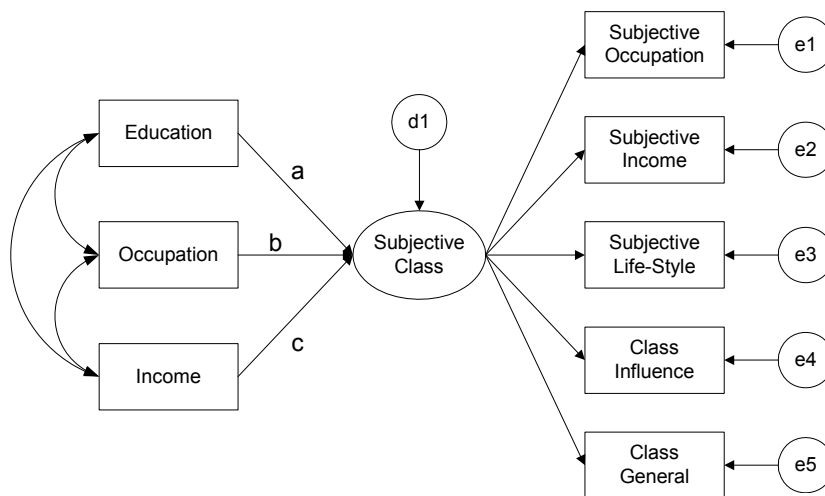 Education
Occupation
Income
a
b
c
d1
Subjective
Class
Subjective
Occupation
e1
Subjective
Income
e2
Subjective
Life-Style
e3
Class
Influence
e4
Class
General
e5